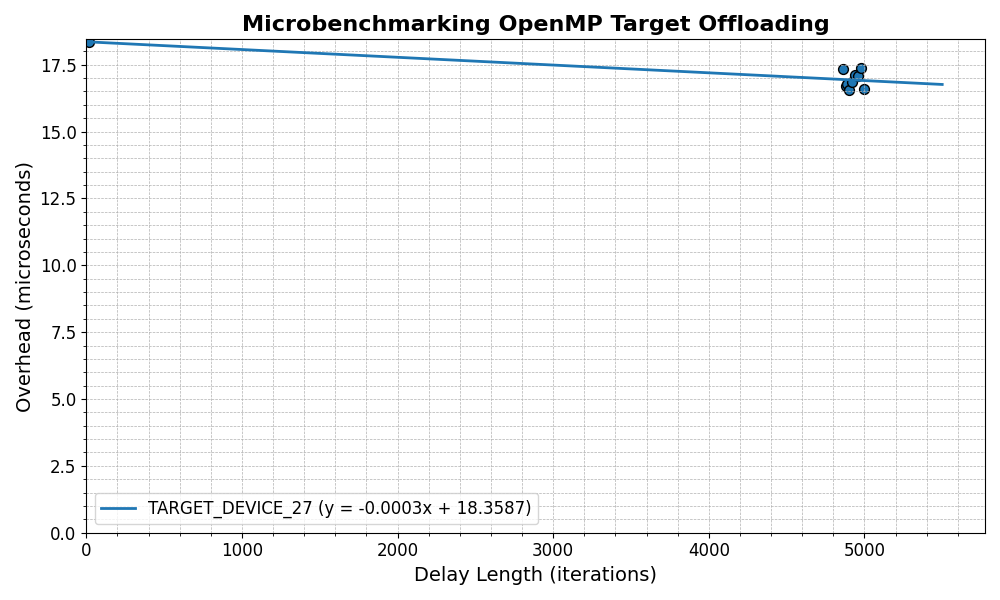 Microbenchmarking OpenMP Target Offloading
Overhead (microseconds)
17.5
15.0
12.5
10.0
7.5
5.0
2.5
0.0
TARGET_DEVICE_27 (y = -0.0003x + 18.3587)
0 1000 2000 3000 4000 5000
Delay Length (iterations)